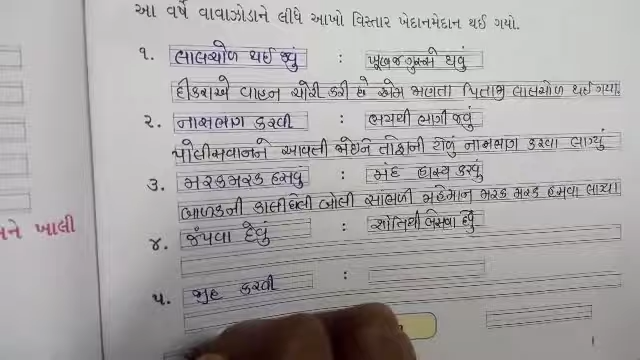 આ વર્ષે વાવાઝોડાને લીધે આખો વિસ્તાર ખેદાનમેદાન થઈ ગયો.
૧. લાલચોળ થઈ જવું : ખૂબજ ગુસ્સે થવું
દીકરાએ વાહન ચોરી કરી છે એમ જાણતા પિતાજી લાલચોળ થઈ ગયા.
૨. નાસભાગ કરવી : ભયથી ભાગી જવું
પોલીસવાનને આવતી જોઇને તોફાની ટોળું નાસભાગ કરવા લાગ્યું
૩. મરકમરક હસવું : મંદ હાસ્ય કરવું
બાળકની કાલીઘેલી બોલી સાંભળી મહેમાન મરક મરક હસવા લાગ્યા
ને ખાલી
૪. જંપવા દેવું : શાંતિથી બેસવા દેવું
૫. જીદ કરવી :